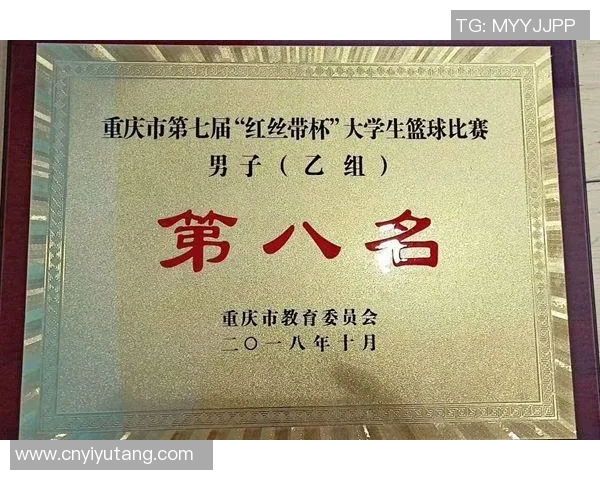 TG: MYYJJPP
重庆市第七届“红丝带杯”大学生篮球比赛
男子（乙组）
第八名
重庆市教育委员会
二〇一八年十月
www.cnyiyutang.com